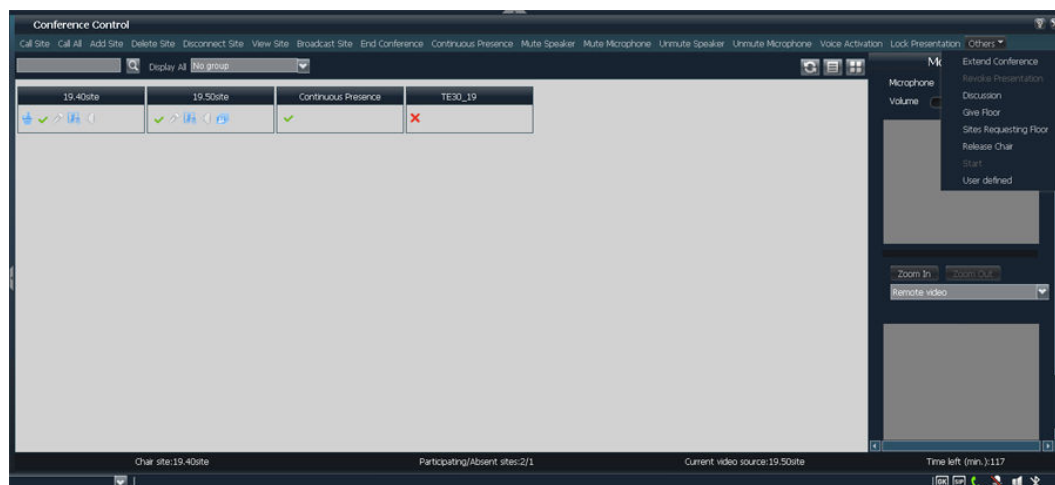 Conference Control
Call Site Call All Add Site Delete Site Disconnect Site View Site Broadcast Site End Conference Continuous Presence Mute Speaker Mute Microphone Unmute Speaker Unmute Microphone Voice Activation Lock Presentation Others
Display All No group
Extend Conference
Microphone
Revoke Presentation
Volume
Discussion
Give Floor
Sites Requesting Floor
Release Chair
Start
User defined
19.40site 19.50site Continuous Presence TE30_19
Zoom In Zoom Out
Remote video
Chair site:19.40site Participating/Absent sites:2/1 Current video source:19.50site Time left (min.):117
GK SIP